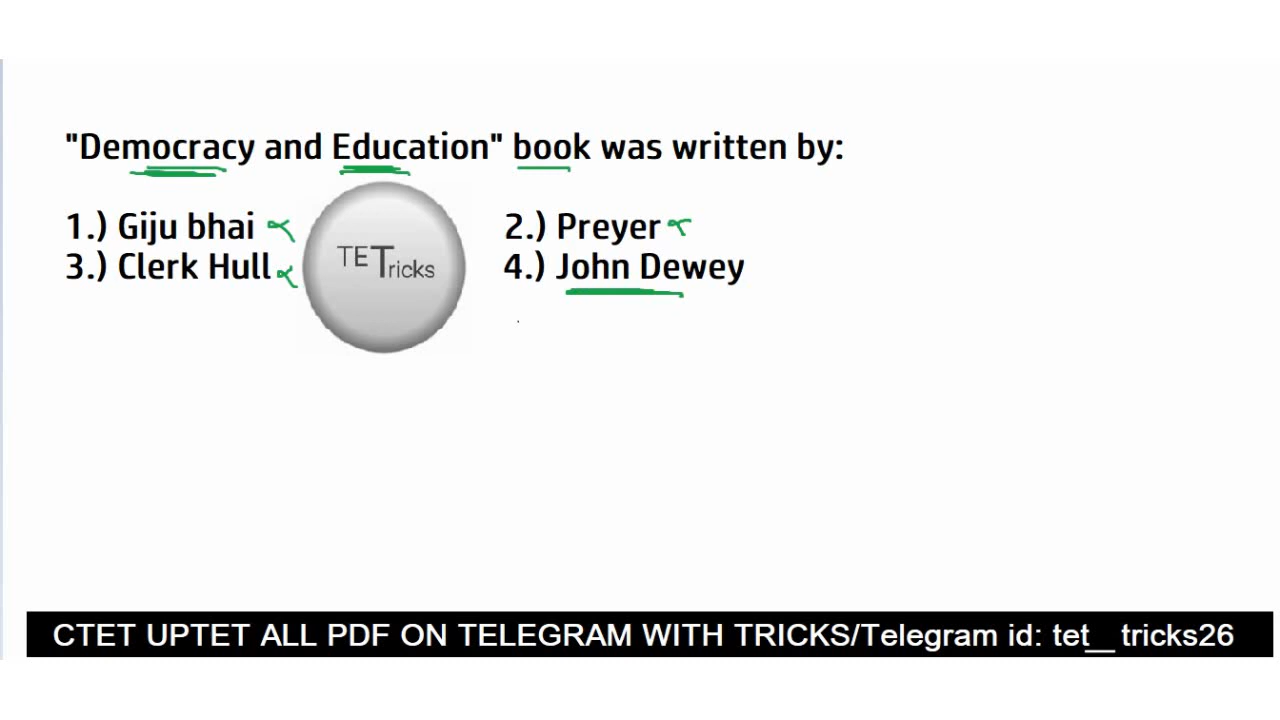 "Democracy and Education" book was written by:
1.) Giju bhai 2.) Preyer
TETricks
3.) Clerk Hull 4.) John Dewey
CTET UPTET ALL PDF ON TELEGRAM WITH TRICKS/Telegram id: tet__tricks26